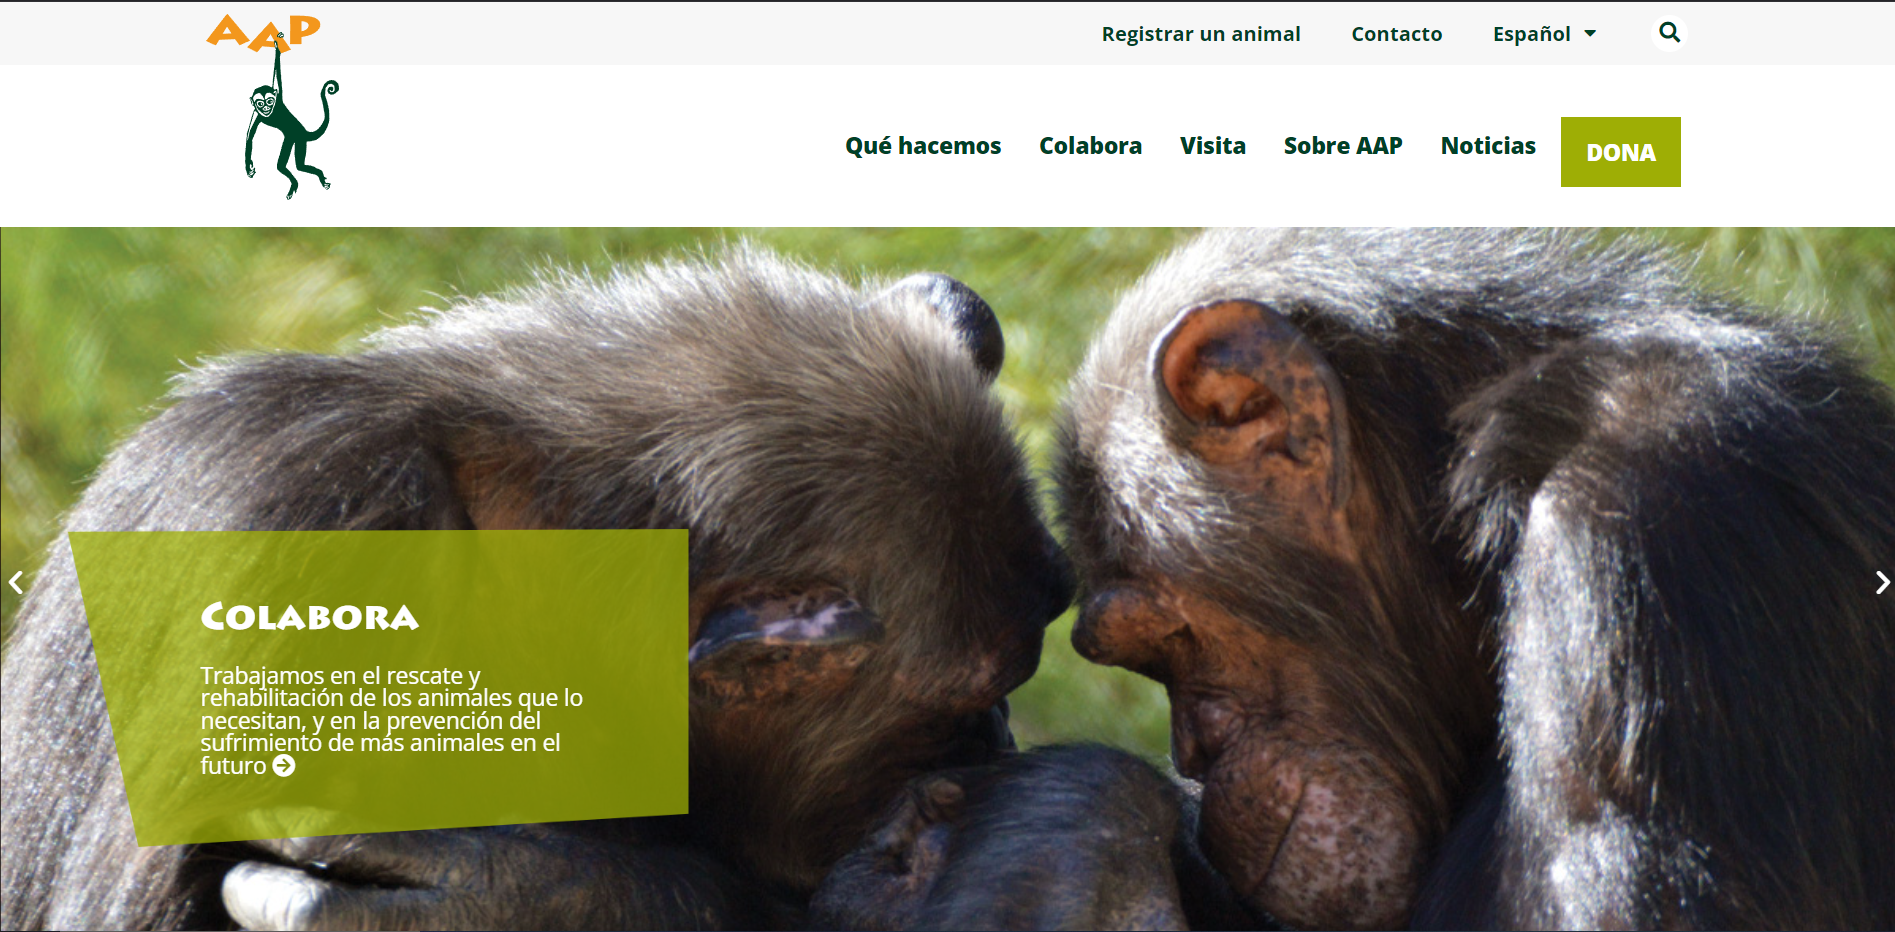 AAP
Registrar un animal Contacto Español
Qué hacemos Colabora Visita Sobre AAP Noticias DONA
Colabora
Trabajamos en el rescate y
rehabilitación de los animales que lo
necesitan, y en la prevención del
sufrimiento de más animales en el
futuro